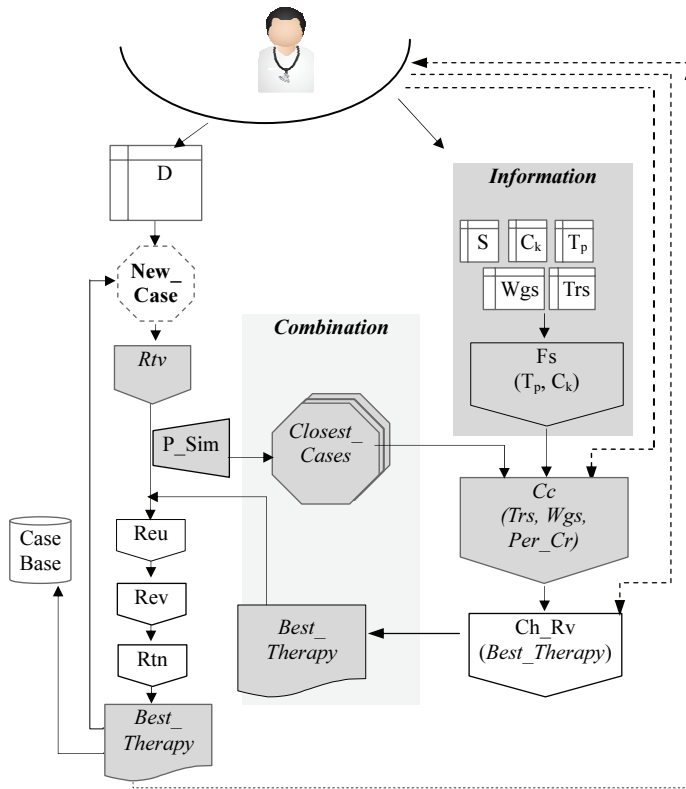 D
Information
S
Cₖ
Tₚ
Wgs
Trs
New_
Case
Combination
Rtv
Fs
(Tₚ, Cₖ)
P_Sim
Closest_
Cases
Cc
(Trs, Wgs,
Per_Cr)
Case
Base
Reu
Rev
Rtn
Best_
Therapy
Ch_Rv
(Best_Therapy)
Best_
Therapy